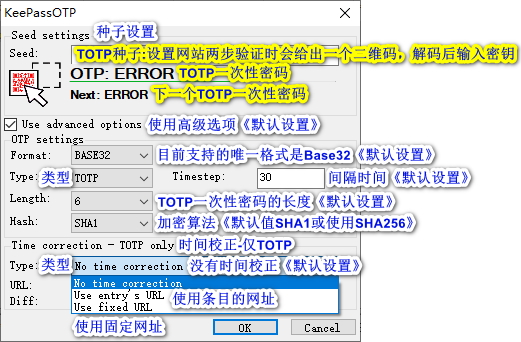 KeePassOTP
Seed settings 种子设置
Seed: TOTP种子:设置网站两步验证时会给出一个二维码，解码后输入密钥
OTP: ERROR TOTP一次性密码
Next: ERROR 下一个TOTP一次性密码
Use advanced options 使用高级选项《默认设置》
OTP settings
Format: BASE32 目前支持的唯一格式是Base32《默认设置》
Type: 类型 TOTP Timestep: 30 间隔时间《默认设置》
Length: 6 TOTP一次性密码的长度《默认设置》
Hash: SHA1 加密算法《默认SHA1或使用SHA256》
Time correction - TOTP only 时间校正-仅TOTP
Type: 类型 No time correction 没有时间校正《默认设置》
URL: No time correction
Use entry's URL 使用条目的网址
Diff: Use fixed URL
使用固定网址 OK Cancel